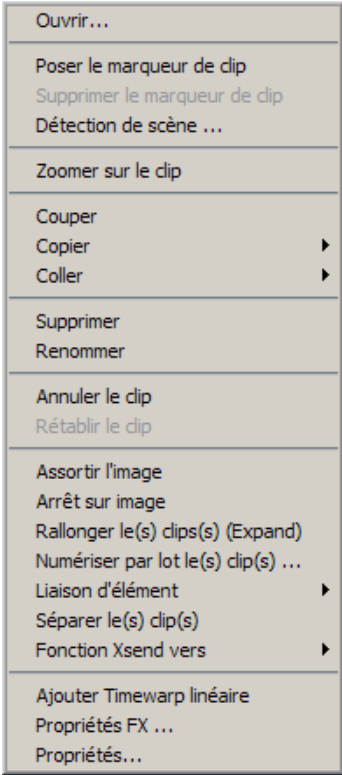 Ouvrir...
Poser le marqueur de clip
Supprimer le marqueur de clip
Détection de scène ...
Zoomer sur le clip
Couper
Copier
Coller
Supprimer
Renommer
Annuler le clip
Rétablir le clip
Assortir l'image
Arrêt sur image
Rallonger le(s) clips(s) (Expand)
Numériser par lot le(s) clip(s) ...
Liaison d'élément
Séparer le(s) clip(s)
Fonction Xsend vers
Ajouter Timewarp linéaire
Propriétés FX ...
Propriétés...